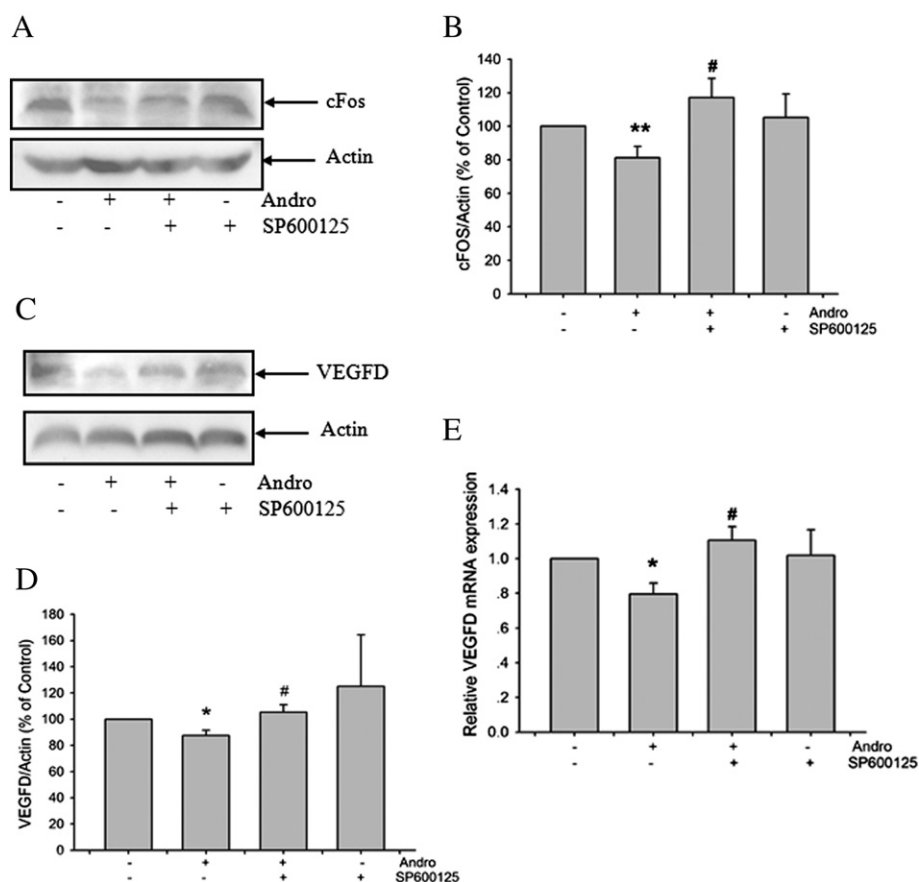 A
cFos
Actin
- + + - Andro
- - + + SP600125
B
cFOS/Actin (% of Control)
140
120
100
80
60
40
20
0
**
#
- + + - Andro
- - + + SP600125
C
VEGFD
Actin
- + + - Andro
- - + + SP600125
D
VEGFD/Actin (% of Control)
180
160
140
120
100
80
60
40
20
0
*
#
- + + - Andro
- - + + SP600125
E
Relative VEGFD mRNA expression
1.4
1.2
1.0
.8
.6
.4
.2
0.0
*
#
- + + - Andro
- - + + SP600125